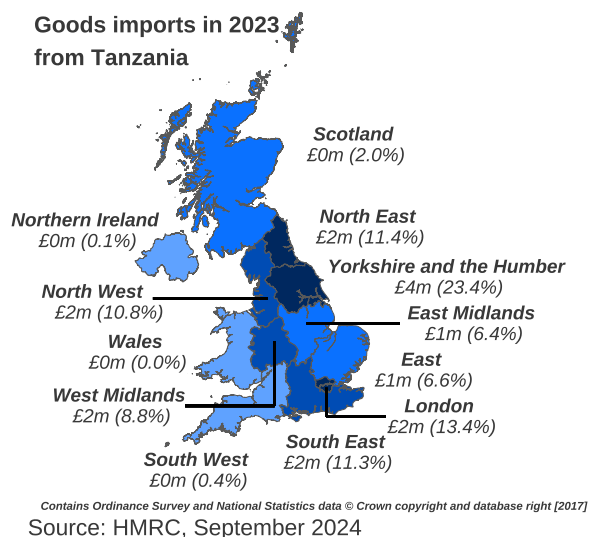 Goods imports in 2023
from Tanzania
Scotland
£0m (2.0%)
Northern Ireland
£0m (0.1%)
North East
£2m (11.4%)
Yorkshire and the Humber
£4m (23.4%)
North West
£2m (10.8%)
East Midlands
£1m (6.4%)
Wales
£0m (0.0%)
East
£1m (6.6%)
West Midlands
£2m (8.8%)
London
£2m (13.4%)
South East
£2m (11.3%)
South West
£0m (0.4%)
Contains Ordinance Survey and National Statistics data © Crown copyright and database right [2017]
Source: HMRC, September 2024